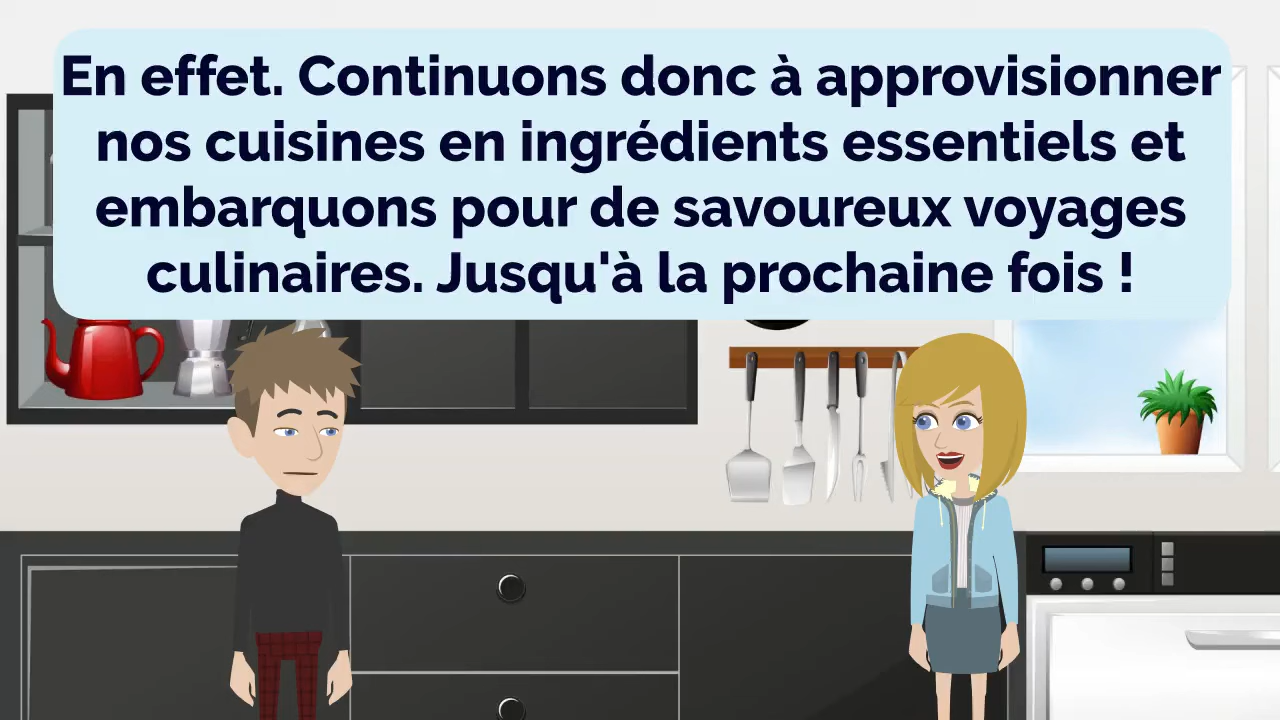 En effet. Continuons donc à approvisionner
nos cuisines en ingrédients essentiels et
embarquons pour de savoureux voyages
culinaires. Jusqu'à la prochaine fois !